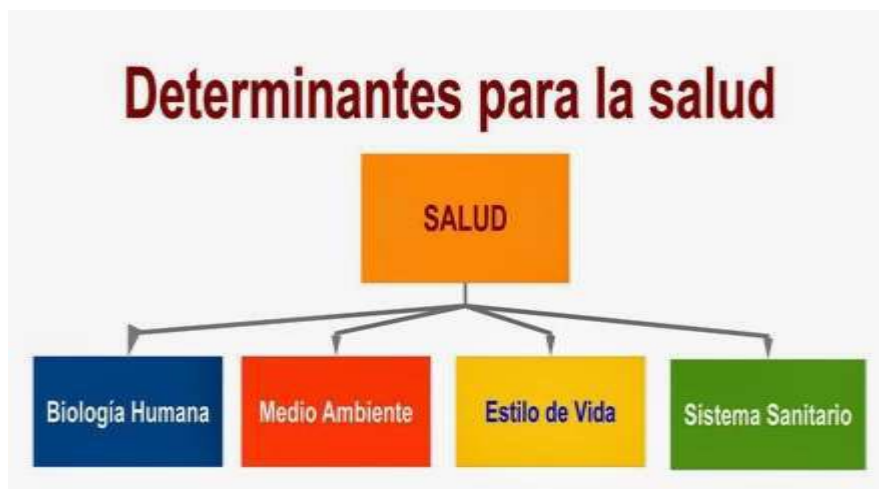 Determinantes para la salud
SALUD
Biología Humana
Medio Ambiente
Estilo de Vida
Sistema Sanitario